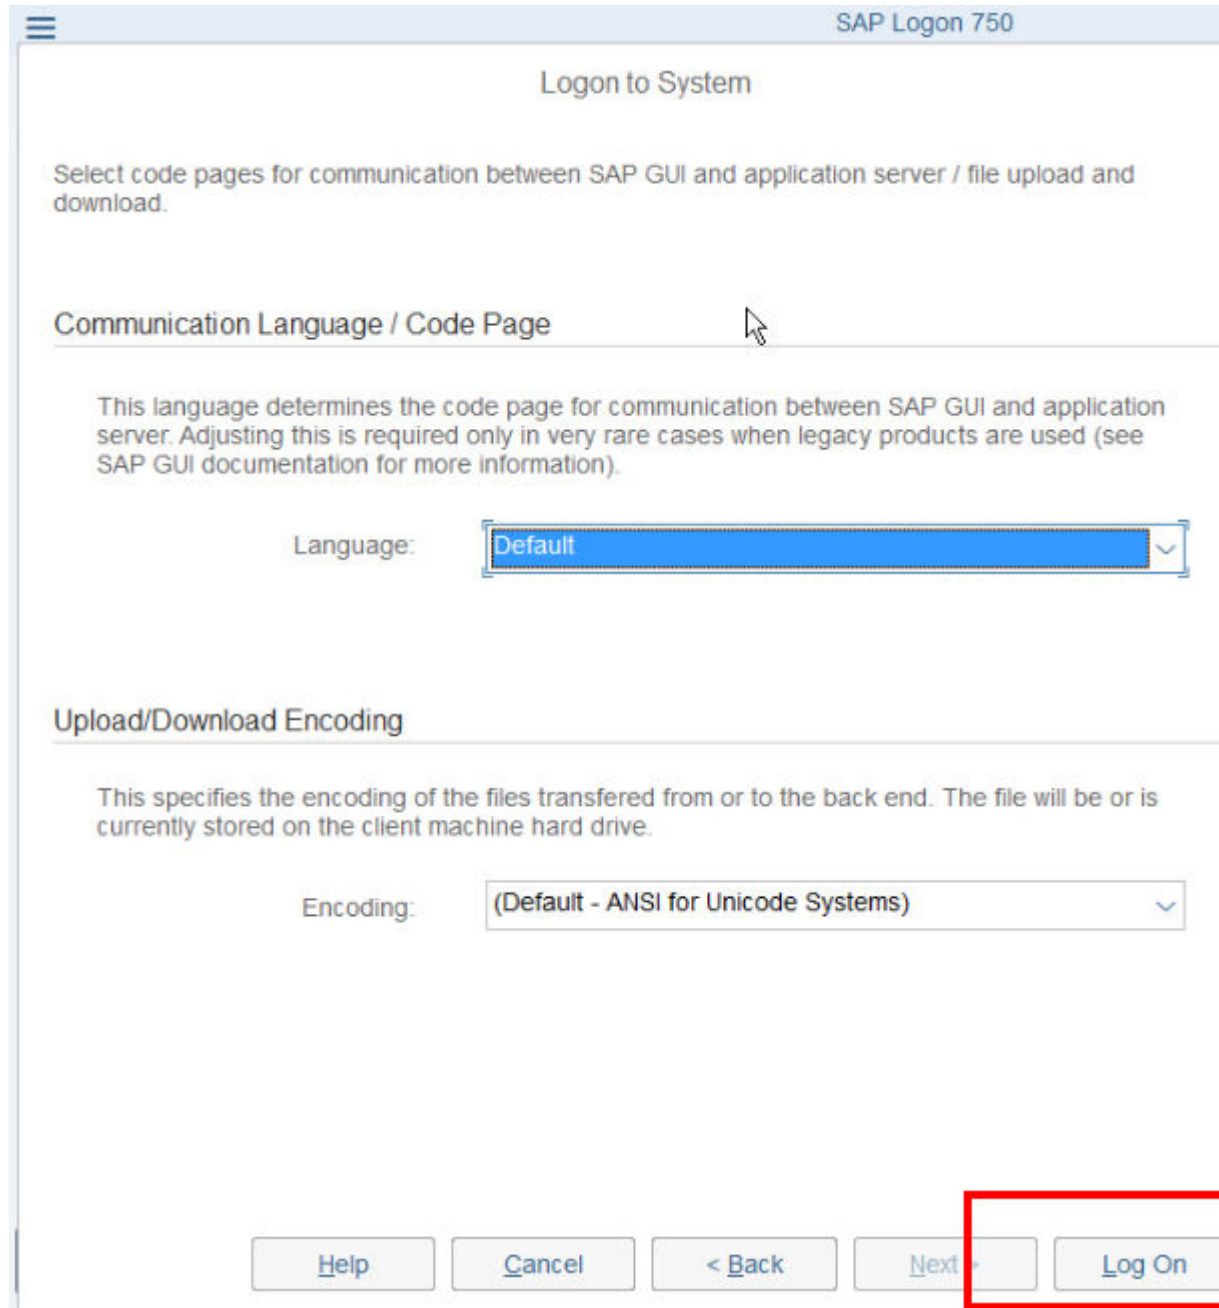 SAP Logon 750
Logon to System
Select code pages for communication between SAP GUI and application server / file upload and
download.
Communication Language / Code Page
This language determines the code page for communication between SAP GUI and application
server. Adjusting this is required only in very rare cases when legacy products are used (see
SAP GUI documentation for more information).
Language: Default
Upload/Download Encoding
This specifies the encoding of the files transfered from or to the back end. The file will be or is
currently stored on the client machine hard drive.
Encoding: (Default - ANSI for Unicode Systems)
Help Cancel < Back Next > Log On